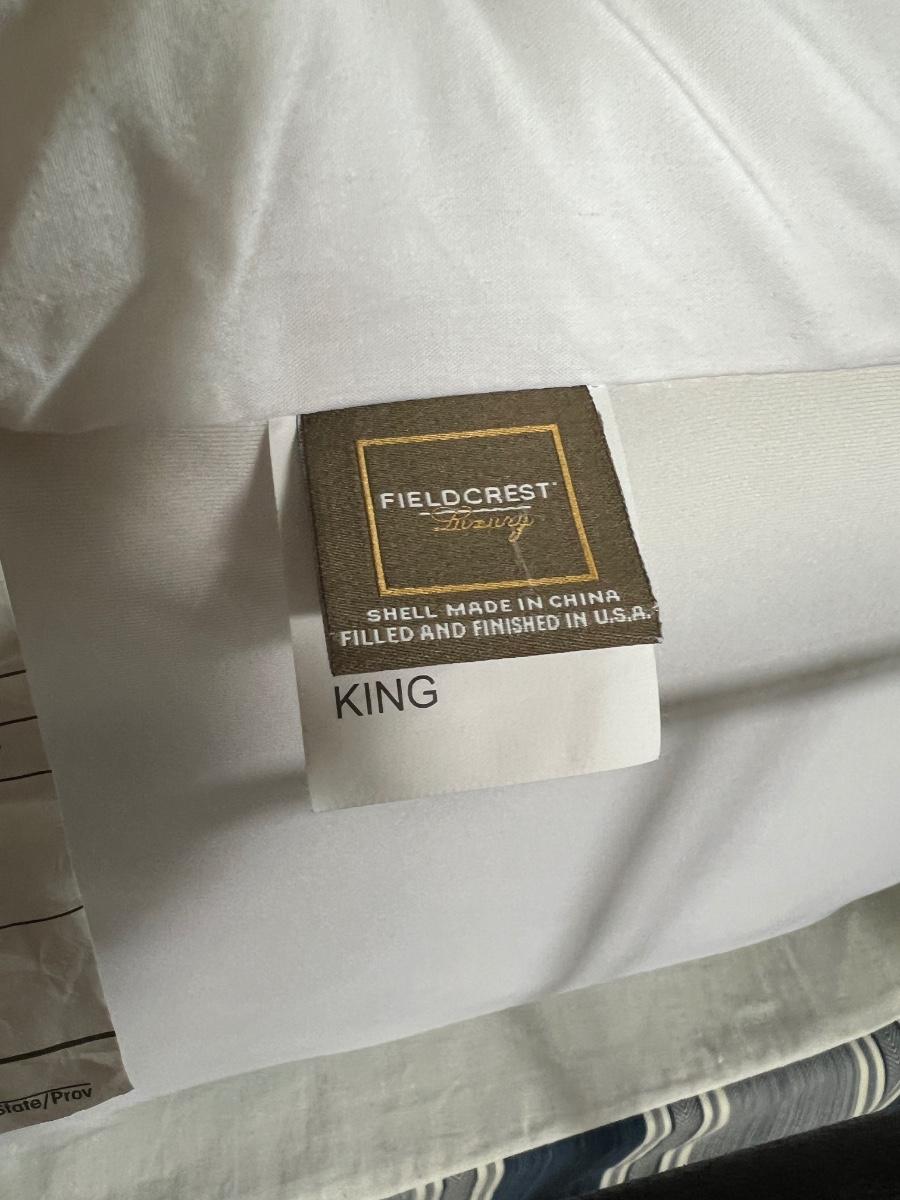 FIELDCREST
Luxury
SHELL MADE IN CHINA
FILLED AND FINISHED IN U.S.A.
KING
State/Prov